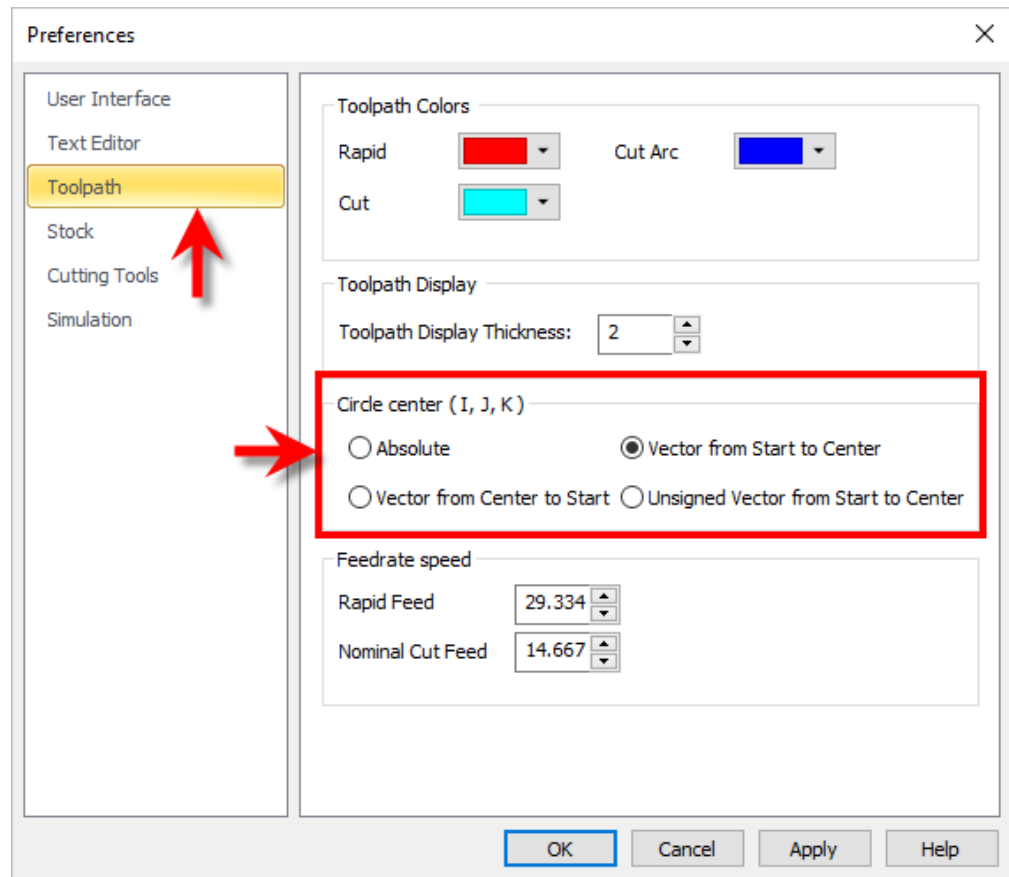 Preferences
User Interface
Text Editor
Toolpath
Stock
Cutting Tools
Simulation
Toolpath Colors
Rapid
Cut Arc
Cut
Toolpath Display
Toolpath Display Thickness:
2
Circle center ( I, J, K )
Absolute
Vector from Start to Center
Vector from Center to Start
Unsigned Vector from Start to Center
Feedrate speed
Rapid Feed
29.334
Nominal Cut Feed
14.667
OK
Cancel
Apply
Help